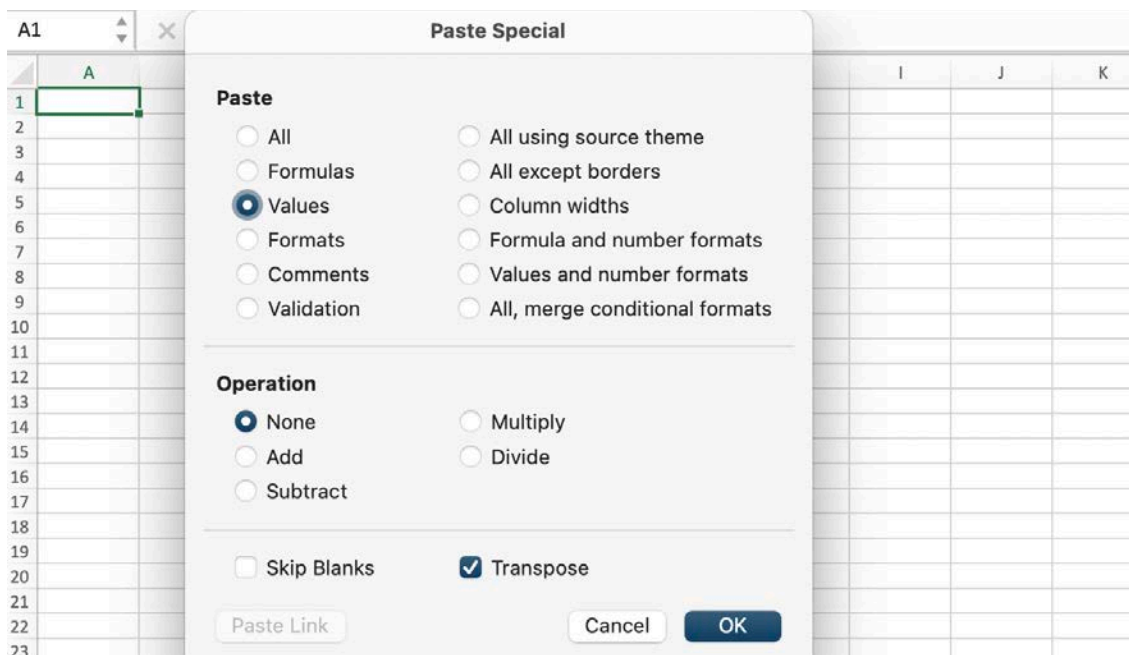 A1
Paste Special
A I J K
1
2
3
4
5
6
7
8
9
10
11
12
13
14
15
16
17
18
19
20
21
22
23
Paste
All
All using source theme
Formulas
All except borders
Values
Column widths
Formats
Formula and number formats
Comments
Values and number formats
Validation
All, merge conditional formats
Operation
None
Multiply
Add
Divide
Subtract
Skip Blanks
Transpose
Paste Link
Cancel
OK